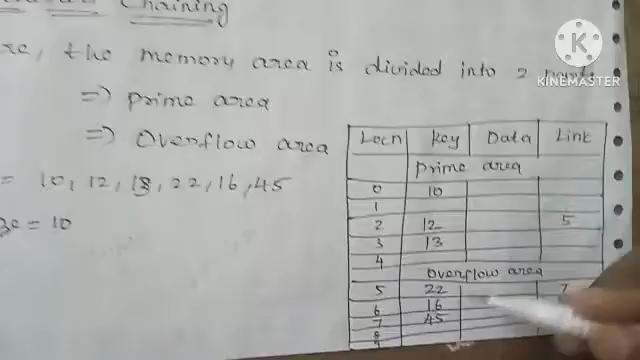 Chaining
the memory area is divided into 2
KINEMASTER
=> prime area
=> Overflow area
= 10, 12, 13, 22, 16, 45
= 10
Locn Key Data Link
prime area
0 10
1
2 12 5
3 13
4
Overflow area
5 22 7
6 16
7 45
8
9